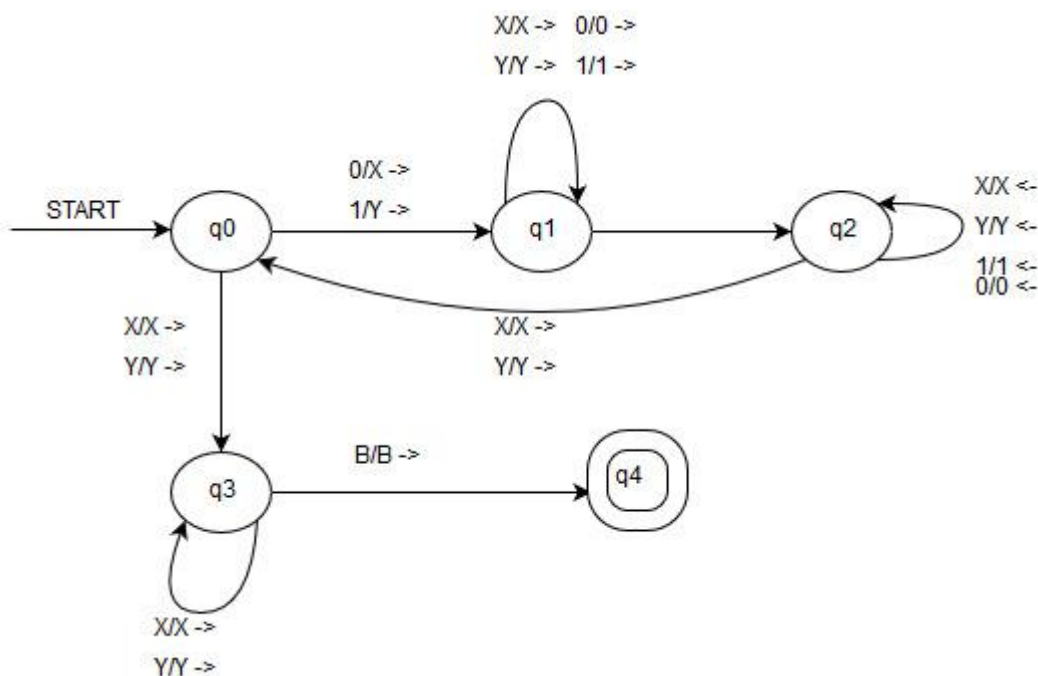 X/X -> 0/0 ->
Y/Y -> 1/1 ->
0/X ->
1/Y ->
START
q0
q1
q2
X/X <-
Y/Y <-
1/1 <-
0/0 <-
X/X ->
Y/Y ->
X/X ->
Y/Y ->
B/B ->
q3
q4
X/X ->
Y/Y ->